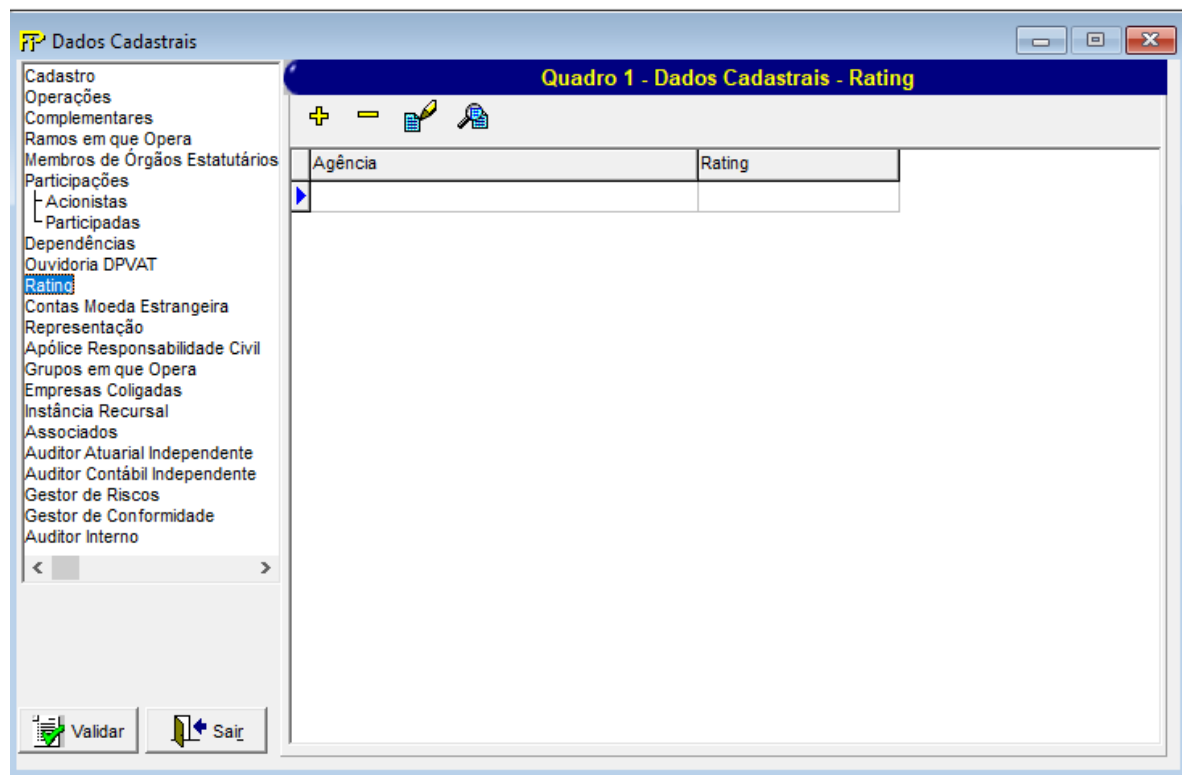 FIP Dados Cadastrais
Cadastro
Operações
Complementares
Ramos em que Opera
Membros de Órgãos Estatutários
Participações
Acionistas
Participadas
Dependências
Ouvidoria DPVAT
Rating
Contas Moeda Estrangeira
Representação
Apólice Responsabilidade Civil
Grupos em que Opera
Empresas Coligadas
Instância Recursal
Associados
Auditor Atuarial Independente
Auditor Contábil Independente
Gestor de Riscos
Gestor de Conformidade
Auditor Interno
Validar Sair
Quadro 1 - Dados Cadastrais - Rating
Agência Rating